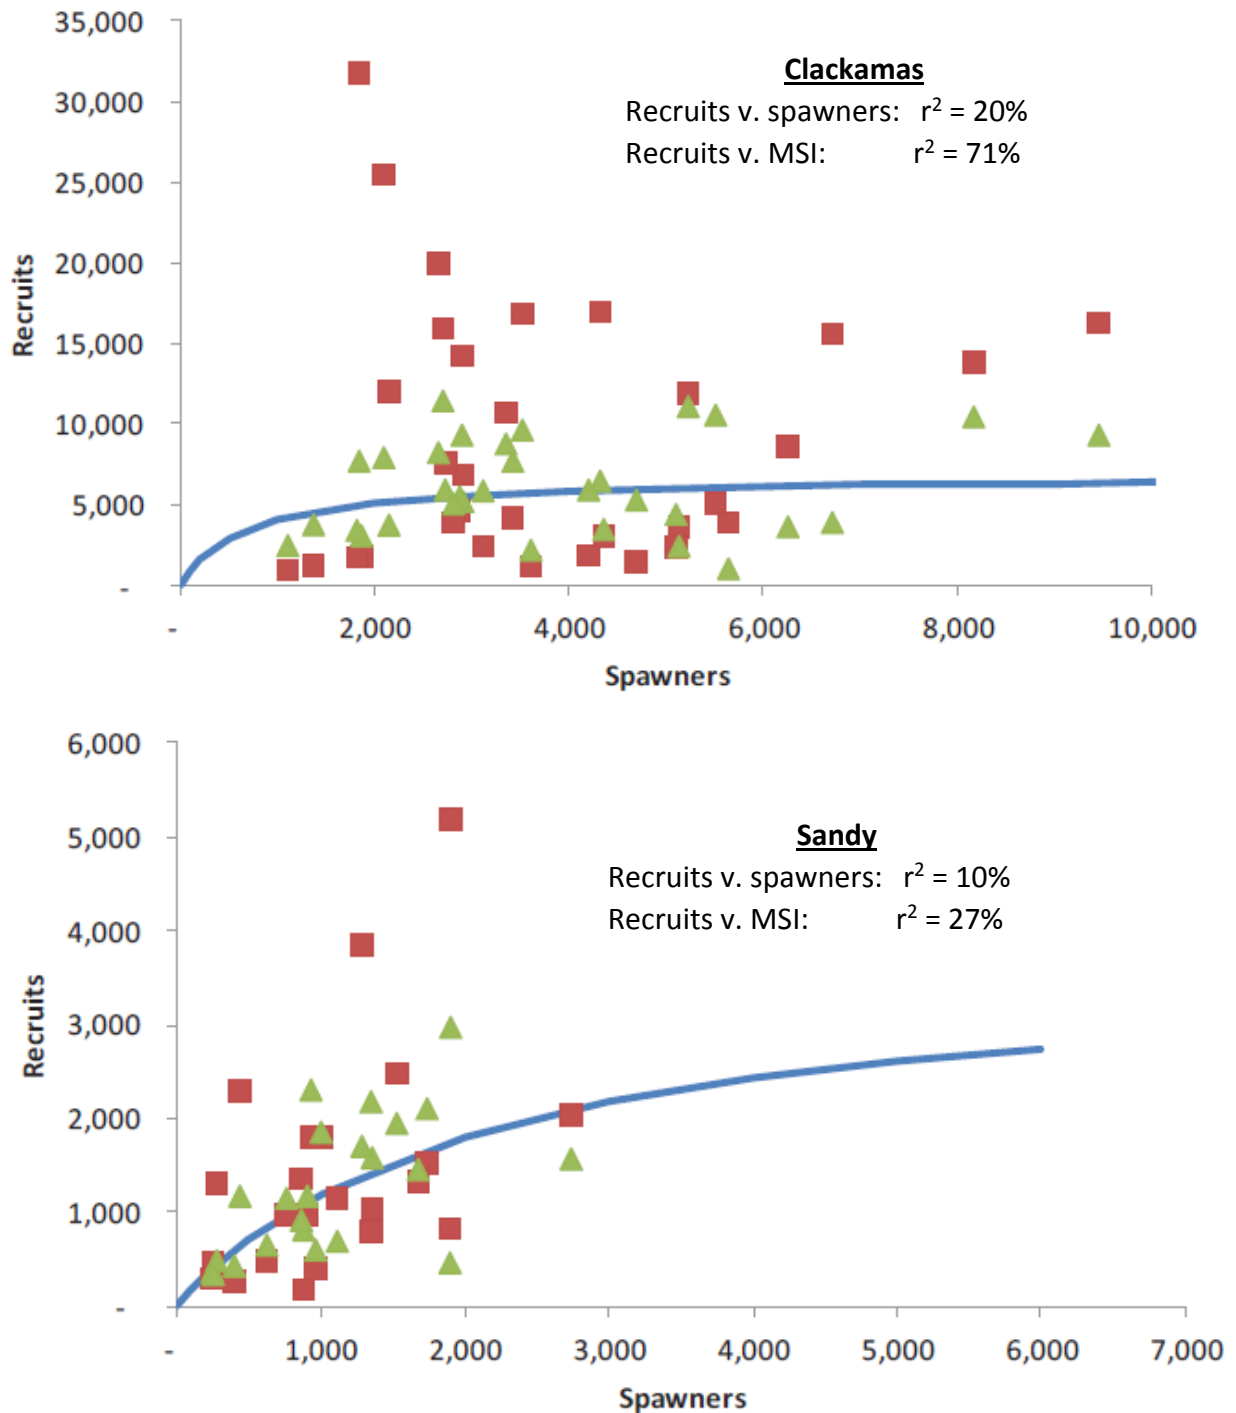 35,000
30,000
25,000
20,000
15,000
10,000
5,000
-
Recruits
Clackamas
Recruits v. spawners: r² = 20%
Recruits v. MSI: r² = 71%
- 2,000 4,000 6,000 8,000 10,000
Spawners
6,000
5,000
4,000
3,000
2,000
1,000
-
Recruits
Sandy
Recruits v. spawners: r² = 10%
Recruits v. MSI: r² = 27%
- 1,000 2,000 3,000 4,000 5,000 6,000 7,000
Spawners